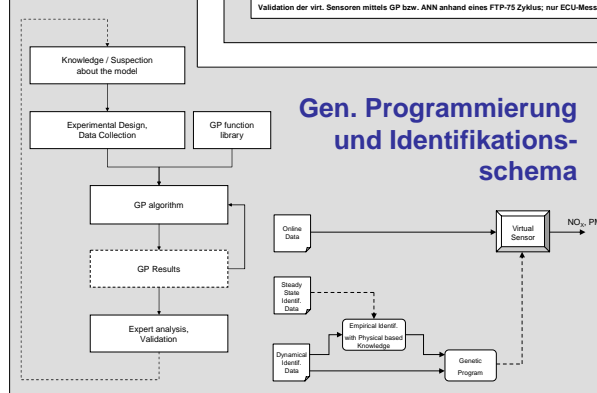 Validation der virt. Sensoren mittels GP bzw. ANN anhand eines FTP-75 Zyklus; nur ECU-Mess
Knowledge / Suspection
about the model
Experimental Design,
Data Collection
GP function
library
GP algorithm
GP Results
Expert analysis,
Validation
Gen. Programmierung
und Identifikations-
schema
Online
Data
Virtual
Sensor
NOX, PM
Steady
State
Identif.
Data
Empirical Identif.
with Physical based
Knowledge
Dynamical
Identif.
Data
Genetic
Program